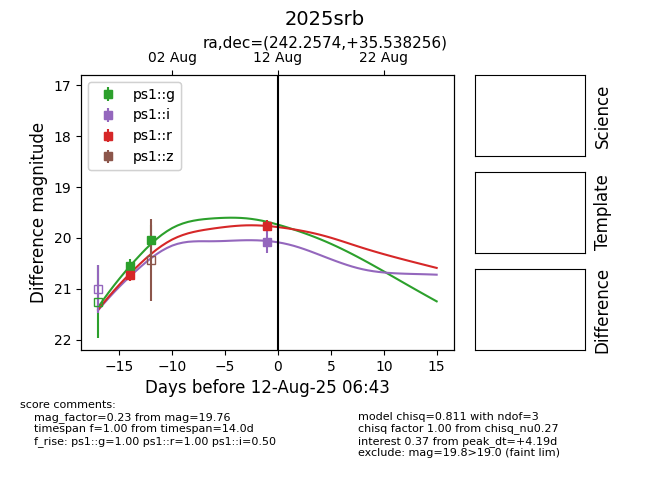 2025srb
ra,dec=(242.2574,+35.538256)
02 Aug 12 Aug 22 Aug
17
18
19
20
21
22
Difference magnitude
ps1::g
ps1::i
ps1::r
ps1::z
−15 −10 −5 0 5 10 15
Days before 12-Aug-25 06:43
Science
Template
Difference
score comments:
mag_factor=0.23 from mag=19.76
timespan f=1.00 from timespan=14.0d
f_rise: ps1::g=1.00 ps1::r=1.00 ps1::i=0.50
model chisq=0.811 with ndof=3
chisq factor 1.00 from chisq_nu0.27
interest 0.37 from peak_dt=+4.19d
exclude: mag=19.8>19.0 (faint lim)